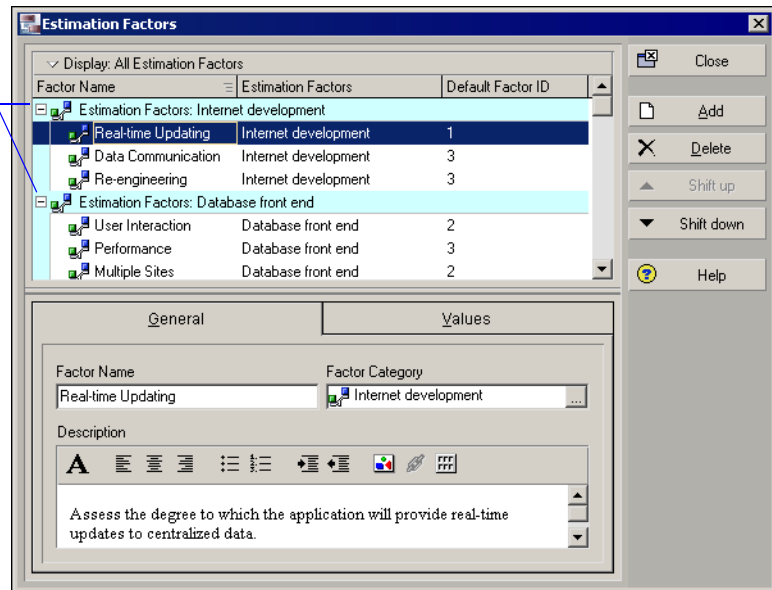 Estimation Factors
Display: All Estimation Factors
Factor Name Estimation Factors Default Factor ID
Estimation Factors: Internet development
Real-time Updating Internet development 1
Data Communication Internet development 3
Re-engineering Internet development 3
Estimation Factors: Database front end
User Interaction Database front end 2
Performance Database front end 3
Multiple Sites Database front end 2
Close
Add
Delete
Shift up
Shift down
Help
General Values
Factor Name Factor Category
Real-time Updating Internet development ...
Description
A
Assess the degree to which the application will provide real-time
updates to centralized data.